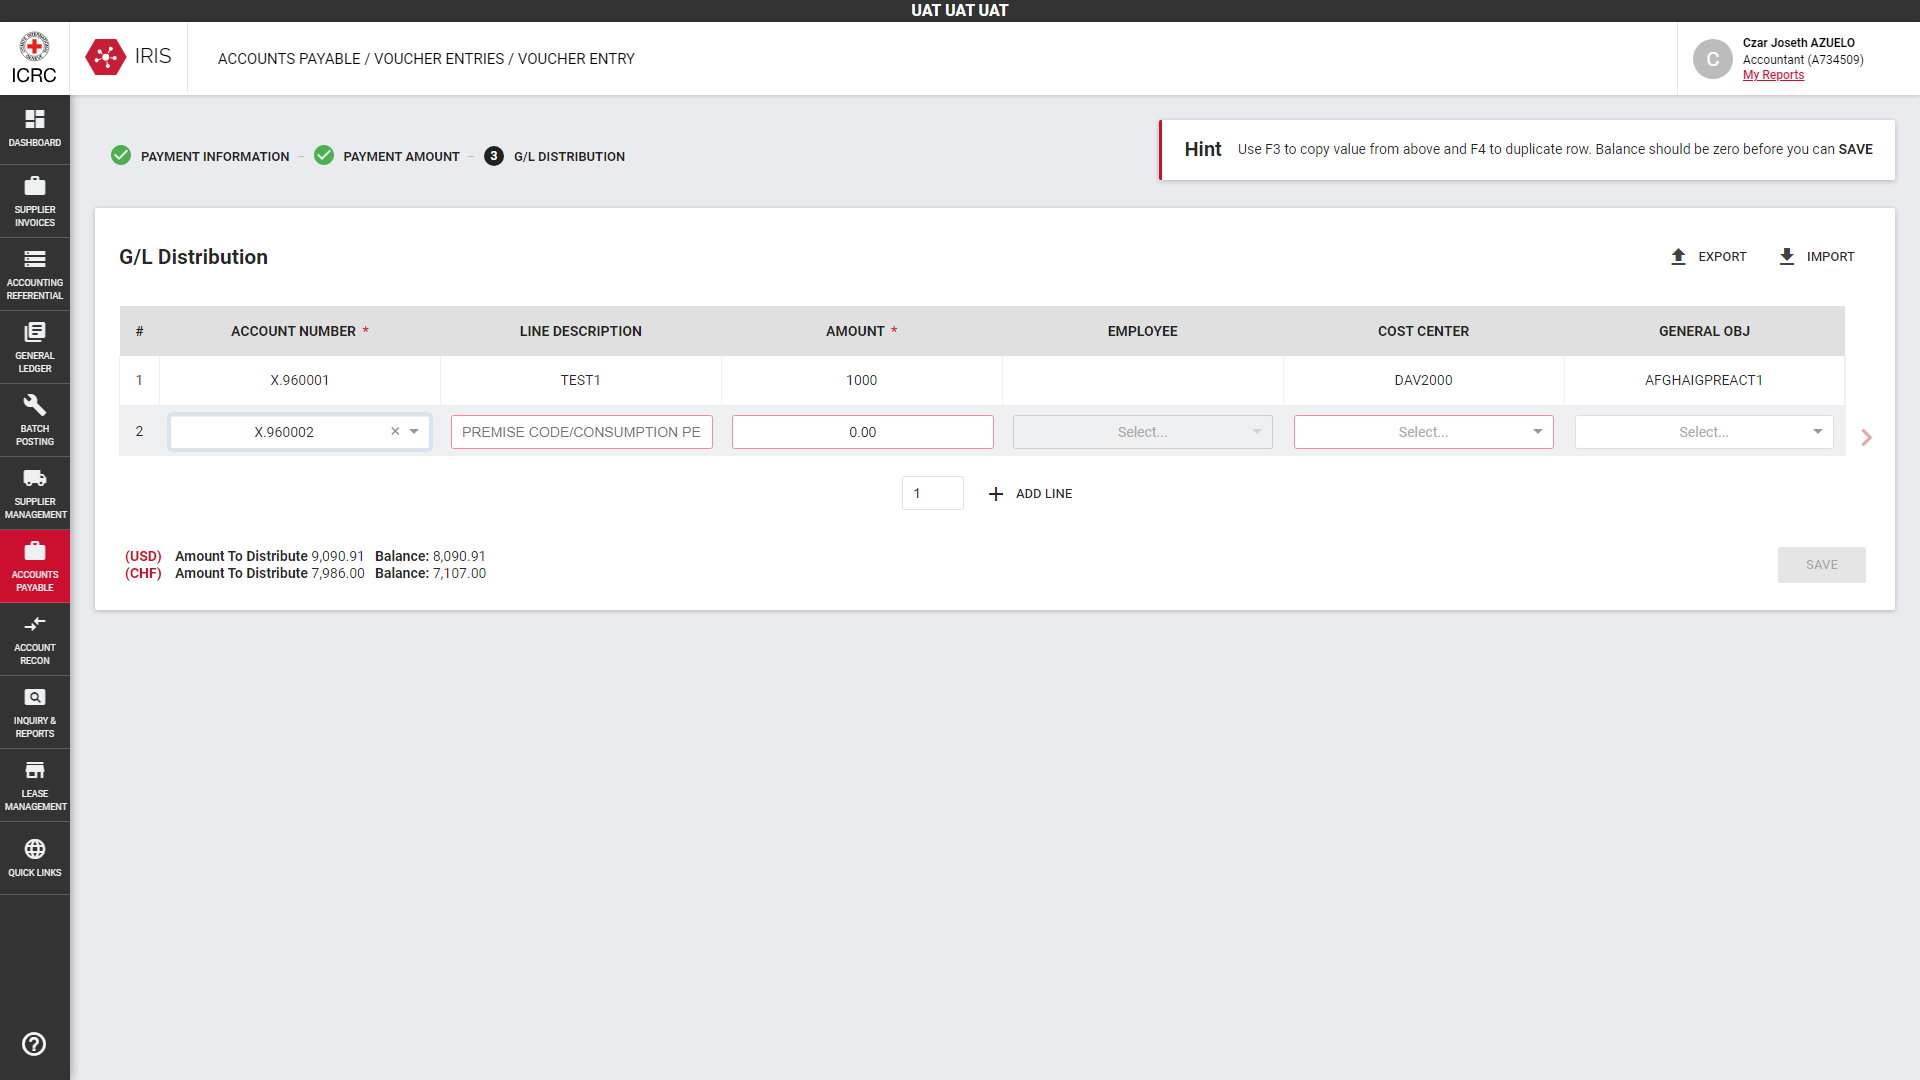 UAT UAT UAT
ICRC
IRIS
ACCOUNTS PAYABLE / VOUCHER ENTRIES / VOUCHER ENTRY
C
Czar Joseth AZUELO
Accountant (A734509)
My Reports
DASHBOARD
SUPPLIER
INVOICES
ACCOUNTING
REFERENTIAL
GENERAL
LEDGER
BATCH
POSTING
SUPPLIER
MANAGEMENT
ACCOUNTS
PAYABLE
ACCOUNT
RECON
INQUIRY &
REPORTS
LEASE
MANAGEMENT
QUICK LINKS
PAYMENT INFORMATION
PAYMENT AMOUNT
3 G/L DISTRIBUTION
Hint Use F3 to copy value from above and F4 to duplicate row. Balance should be zero before you can SAVE
G/L Distribution
EXPORT
IMPORT
# ACCOUNT NUMBER * LINE DESCRIPTION AMOUNT * EMPLOYEE COST CENTER GENERAL OBJ
1 X.960001 TEST1 1000 DAV2000 AFGHAIGPREACT1
2 X.960002 × PREMISE CODE/CONSUMPTION PE 0.00 Select... Select... Select...
1 + ADD LINE
(USD) Amount To Distribute 9,090.91 Balance: 8,090.91
(CHF) Amount To Distribute 7,986.00 Balance: 7,107.00
SAVE